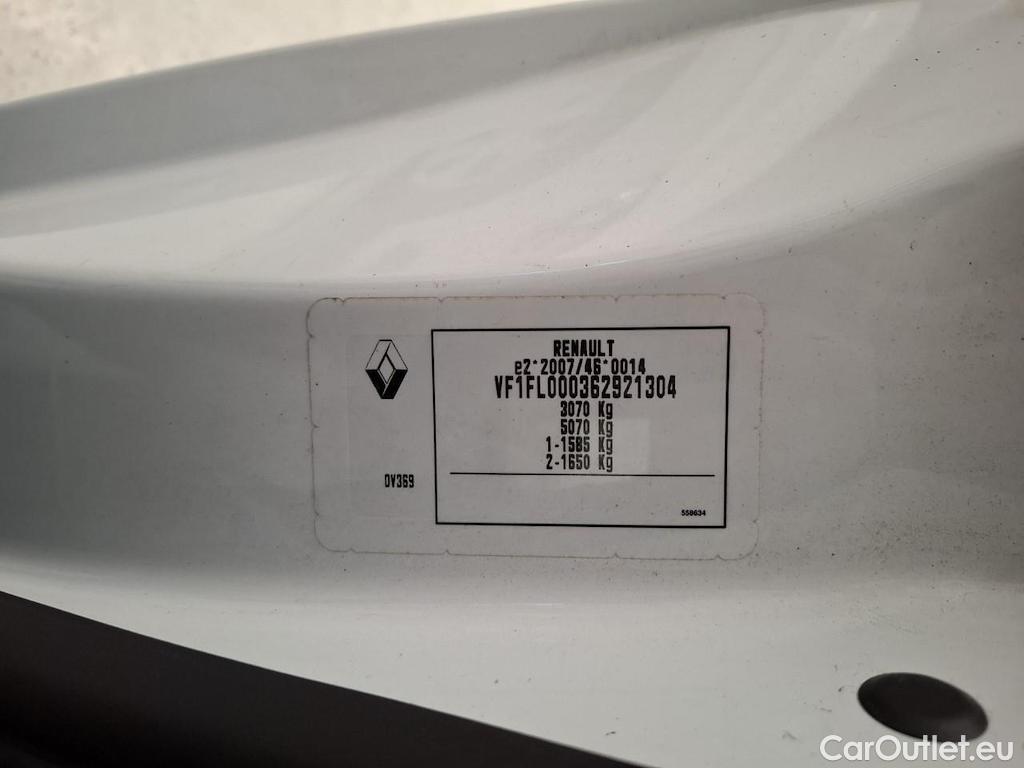 RENAULT
e2*2007/46*0014
VF1FL000362921304
3070 Kg
5070 Kg
1-1585 Kg
2-1650 Kg
DV369
558634
CarOutlet.eu